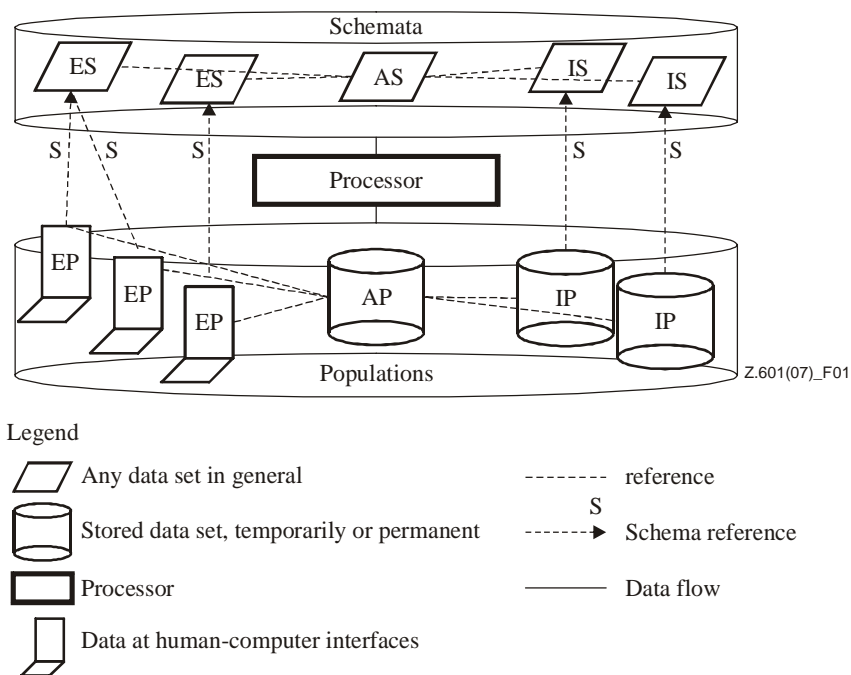 Schemata
ES
ES
AS
IS
IS
S
S
S
S
S
Processor
EP
EP
EP
AP
IP
IP
Populations
Z.601(07)_F01
Legend
Any data set in general
reference
S
Stored data set, temporarily or permanent
Schema reference
Processor
Data flow
Data at human-computer interfaces